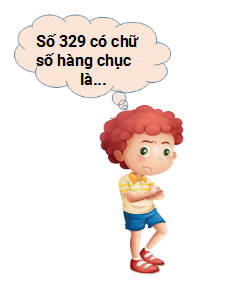 Số 329 có chữ
số hàng chục
là...